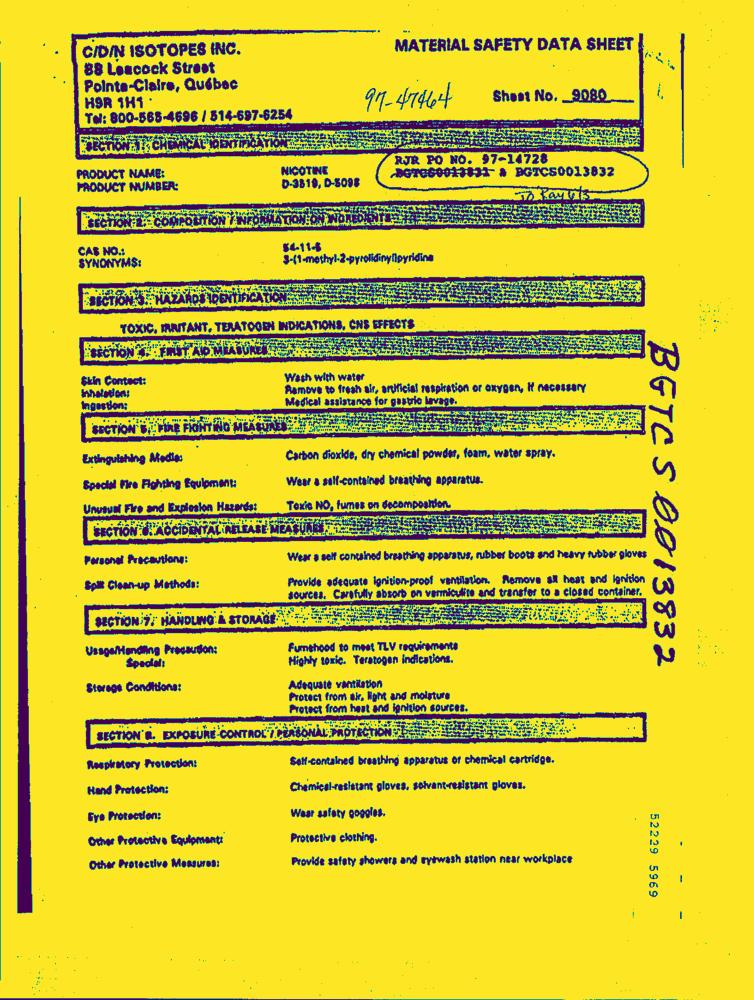 C/D/N ISOTOPES INC.
88 Leacock Street
Pointe-Claire, Québec
H9R 1H1
Tel: 800-565-4696 / 514-697-6254
MATERIAL SAFETY DATA SHEET
97-47464
Sheet No. 9080
SECTION 1. CHEMICAL IDENTIFICATION
PRODUCT NAME: NICOTINE
PRODUCT NUMBER: D-3519, D-5098
RJR PO NO. 97-14728
BGTCS0013831 & BGTCS0013832
To Kay 6/3
SECTION 2. COMPOSITION / INFORMATION ON INGREDIENTS
CAS NO.: 54-11-5
SYNONYMS: 3-(1-methyl-2-pyrolidinyl)pyridine
SECTION 3. HAZARDS IDENTIFICATION
TOXIC, IRRITANT, TERATOGEN INDICATIONS, CNS EFFECTS
SECTION 4. FIRST AID MEASURES
Skin Contact: Wash with water
Inhalation: Remove to fresh air, artificial respiration or oxygen, if necessary
Ingestion: Medical assistance for gastric lavage.
SECTION 5. FIRE FIGHTING MEASURES
Extinguishing Media: Carbon dioxide, dry chemical powder, foam, water spray.
Special Fire Fighting Equipment: Wear a self-contained breathing apparatus.
Unusual Fire and Explosion Hazards: Toxic NO, fumes on decomposition.
SECTION 6. ACCIDENTAL RELEASE MEASURES
Personal Precautions: Wear a self contained breathing apparatus, rubber boots and heavy rubber gloves
Spill Clean-up Methods: Provide adequate ignition-proof ventilation. Remove all heat and ignition
sources. Carefully absorb on vermiculite and transfer to a closed container.
SECTION 7. HANDLING & STORAGE
Usage/Handling Precaution: Fumehood to meet TLV requirements
Special: Highly toxic. Teratogen indications.
Storage Conditions: Adequate ventilation
Protect from air, light and moisture
Protect from heat and ignition sources.
SECTION 8. EXPOSURE CONTROL / PERSONAL PROTECTION
Respiratory Protection: Self-contained breathing apparatus or chemical cartridge.
Hand Protection: Chemical-resistant gloves, solvent-resistant gloves.
Eye Protection: Wear safety goggles.
Other Protective Equipment: Protective clothing.
Other Protective Measures: Provide safety showers and eyewash station near workplace
BGTCS 0013832
52229 5969